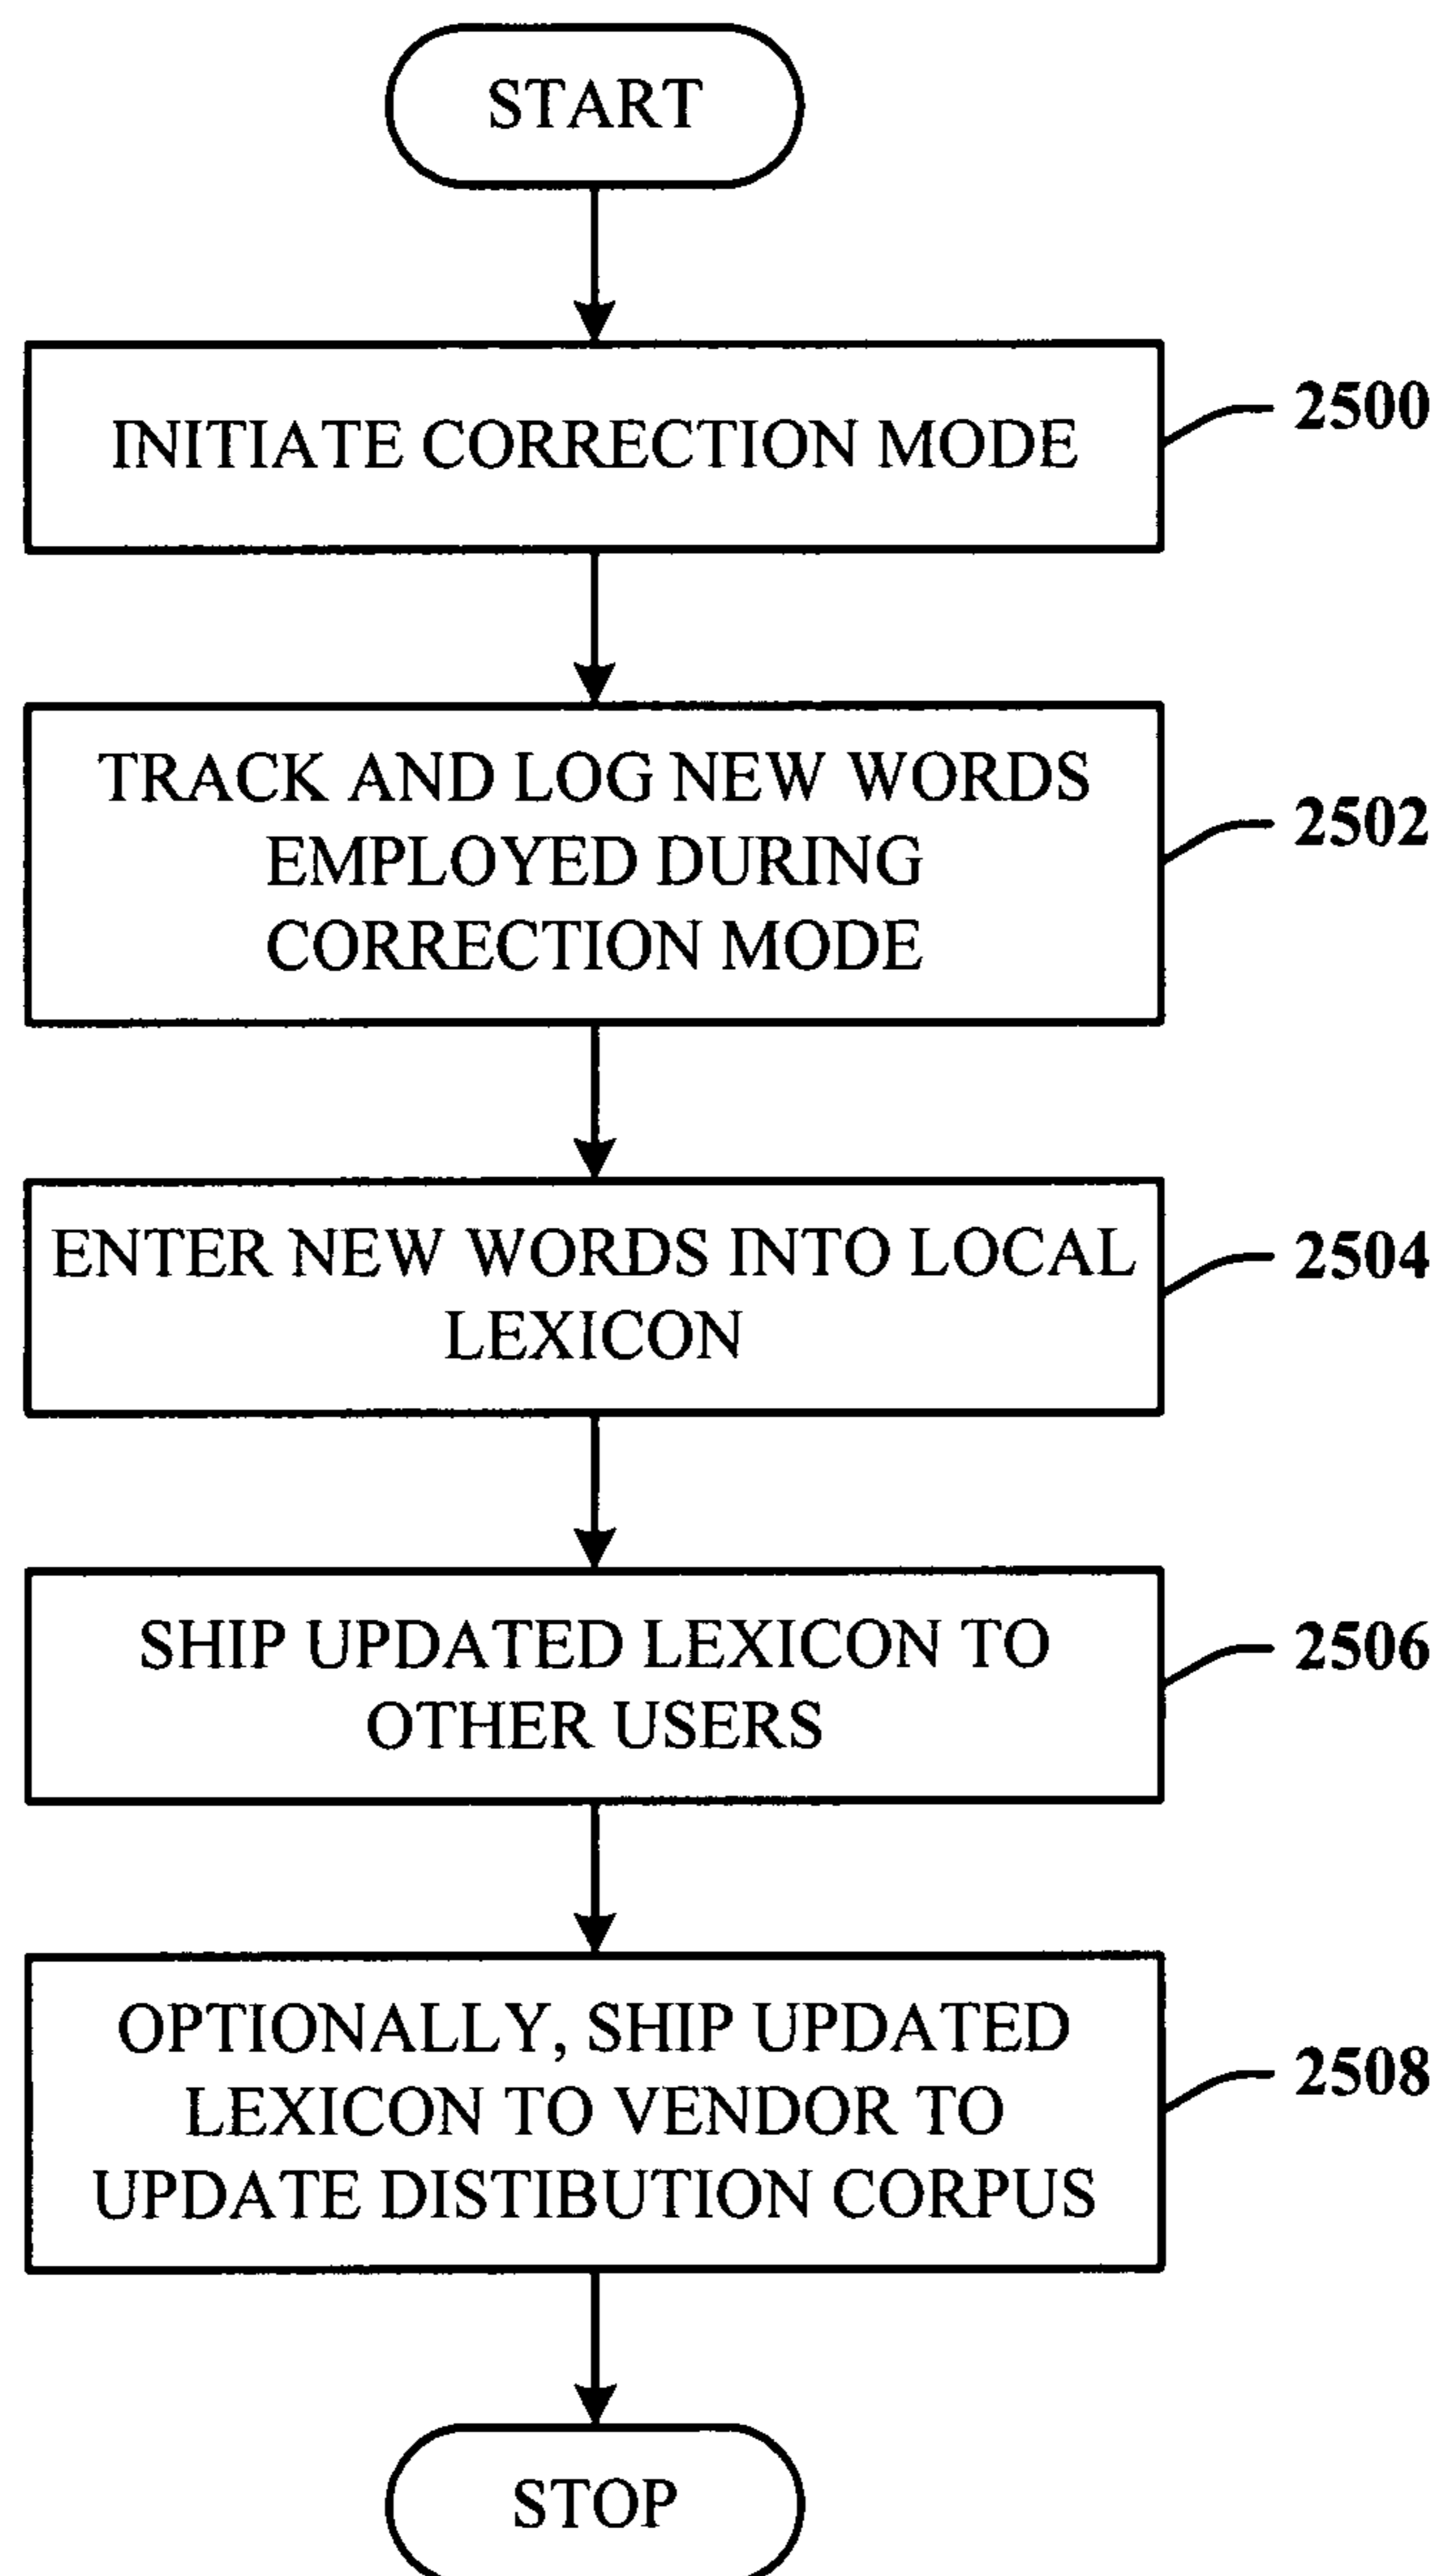 START
INITIATE CORRECTION MODE
2500
TRACK AND LOG NEW WORDS
EMPLOYED DURING
CORRECTION MODE
2502
ENTER NEW WORDS INTO LOCAL
LEXICON
2504
SHIP UPDATED LEXICON TO
OTHER USERS
2506
OPTIONALLY, SHIP UPDATED
LEXICON TO VENDOR TO
UPDATE DISTIBUTION CORPUS
2508
STOP